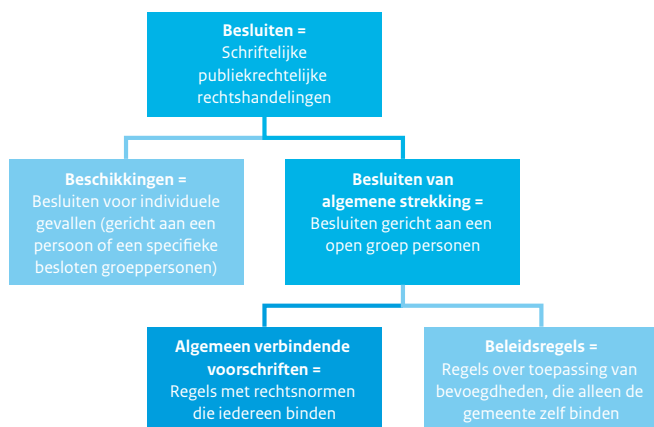 Besluiten =
Schriftelijke
publiekrechtelijke
rechtshandelingen
Beschikkingen =
Besluiten voor individuele
gevallen (gericht aan een
persoon of een specifieke
besloten groeppersonen)
Besluiten van
algemene strekking =
Besluiten gericht aan een
open groep personen
Algemeen verbindende
voorschriften =
Regels met rechtsnormen
die iedereen binden
Beleidsregels =
Regels over toepassing van
bevoegdheden, die alleen de
gemeente zelf binden